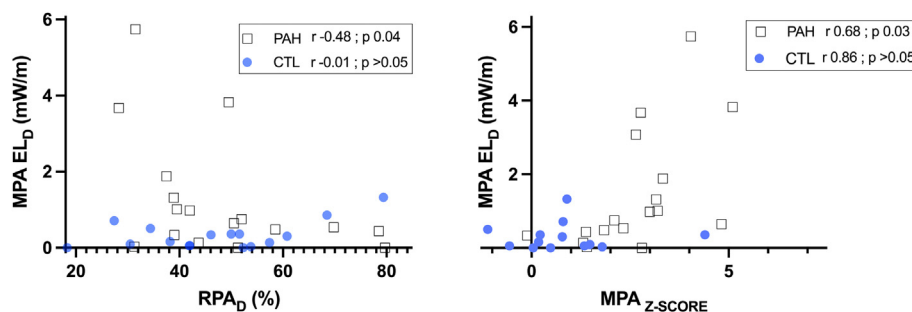 MPA ELD (mW/m)
6
4
2
0
20
40
60
80
RPAD (%)
PAH r -0.48 ; p 0.04
CTL r -0.01 ; p >0.05
MPA ELD (mW/m)
6
4
2
0
0
5
MPA Z-SCORE
PAH r 0.68 ; p 0.03
CTL r 0.86 ; p >0.05